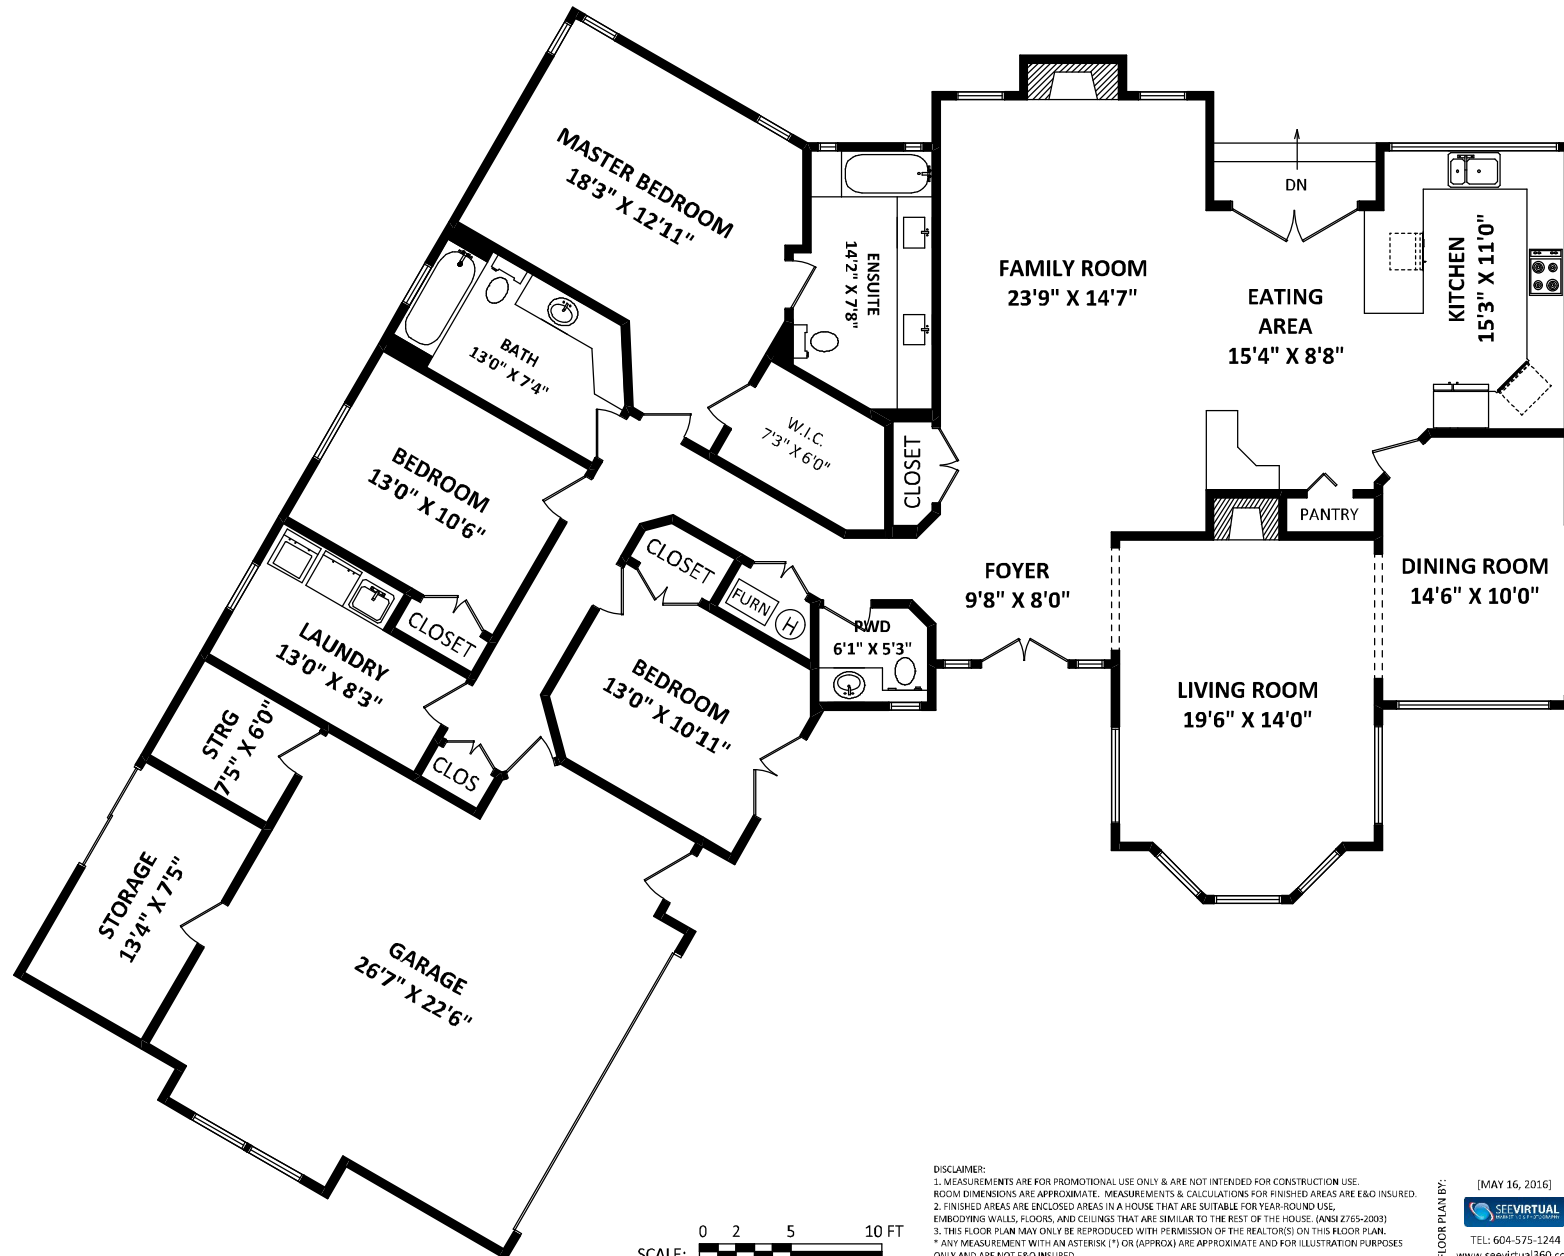 MASTER BEDROOM
18'3" X 12'11"
ENSUITE
14'2" X 7'8"
BATH
13'0" X 7'4"
W.I.C.
7'3" X 6'0"
CLOSET
FAMILY ROOM
23'9" X 14'7"
DN
EATING
AREA
15'4" X 8'8"
KITCHEN
15'3" X 11'0"
PANTRY
DINING ROOM
14'6" X 10'0"
FOYER
9'8" X 8'0"
LIVING ROOM
19'6" X 14'0"
BEDROOM
13'0" X 10'6"
CLOSET
CLOSET
FURN
H
PWD
6'1" X 5'3"
BEDROOM
13'0" X 10'11"
LAUNDRY
13'0" X 8'3"
CLOS
STRG
7'5" X 6'0"
STORAGE
13'4" X 7'5"
GARAGE
26'7" X 22'6"
SCALE:
0 2 5 10 FT
DISCLAIMER:
1. MEASUREMENTS ARE FOR PROMOTIONAL USE ONLY & ARE NOT INTENDED FOR CONSTRUCTION USE.
ROOM DIMENSIONS ARE APPROXIMATE. MEASUREMENTS & CALCULATIONS FOR FINISHED AREAS ARE E&O INSURED.
2. FINISHED AREAS ARE ENCLOSED AREAS IN A HOUSE THAT ARE SUITABLE FOR YEAR-ROUND USE,
EMBODYING WALLS, FLOORS, AND CEILINGS THAT ARE SIMILAR TO THE REST OF THE HOUSE. (ANSI Z765-2003)
3. THIS FLOOR PLAN MAY ONLY BE REPRODUCED WITH PERMISSION OF THE REALTOR(S) ON THIS FLOOR PLAN.
* ANY MEASUREMENT WITH AN ASTERISK (*) OR (APPROX) ARE APPROXIMATE AND FOR ILLUSTRATION PURPOSES
ONLY AND ARE NOT E&O INSURED
FLOOR PLAN BY:
[MAY 16, 2016]
SEEVIRTUAL
MARKETING & PHOTOGRAPHY
TEL: 604-575-1244
www.seevirtual360.co